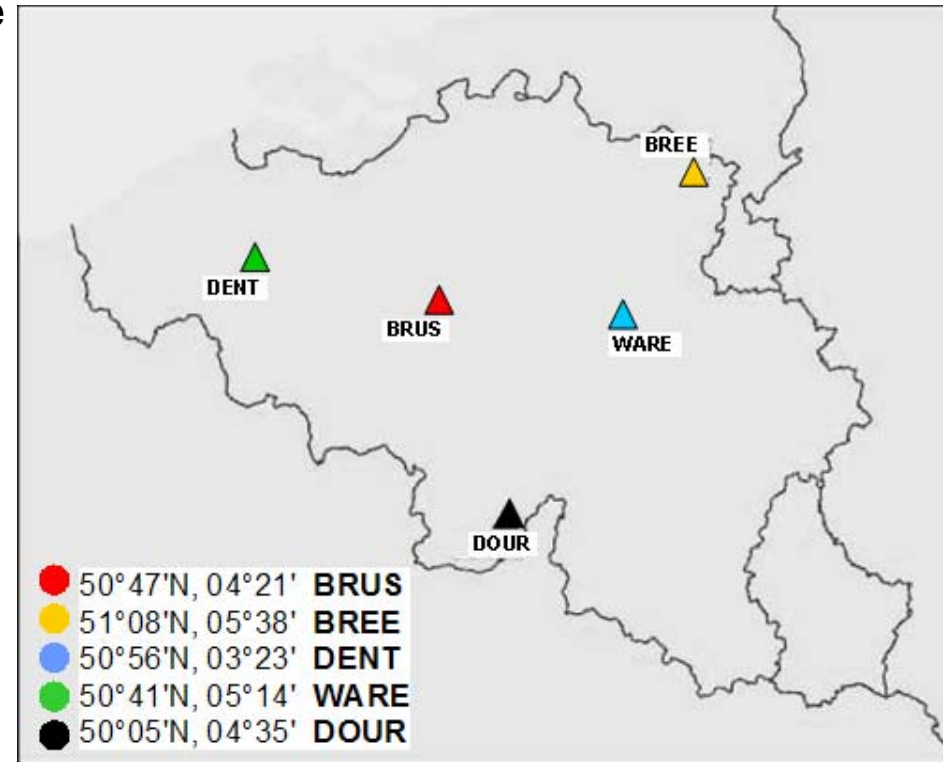 e
BREE
DENT
BRUS
WARE
DOUR
50°47'N, 04°21' BRUS
51°08'N, 05°38' BREE
50°56'N, 03°23' DENT
50°41'N, 05°14' WARE
50°05'N, 04°35' DOUR